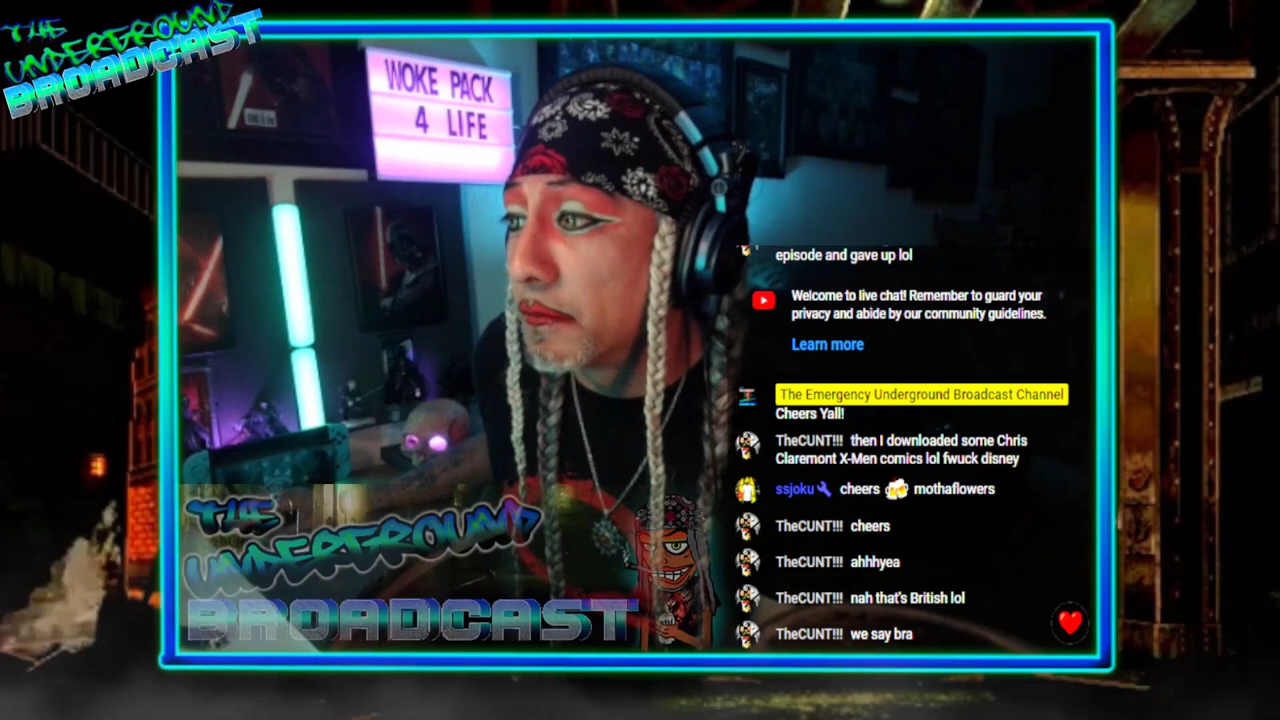 THE
UNDERGROUND
BROADCAST
WOKE PACK
4 LIFE
episode and gave up lol
Welcome to live chat! Remember to guard your
privacy and abide by our community guidelines.
Learn more
The Emergency Underground Broadcast Channel
Cheers Yall!
TheCUNT!!! then I downloaded some Chris
Claremont X-Men comics lol fwuck disney
ssjoku🔧 cheers 🍻 mothaflowers
TheCUNT!!! cheers
TheCUNT!!! ahhhyea
TheCUNT!!! nah that's British lol
TheCUNT!!! we say bra
THE
UNDERGROUND
BROADCAST